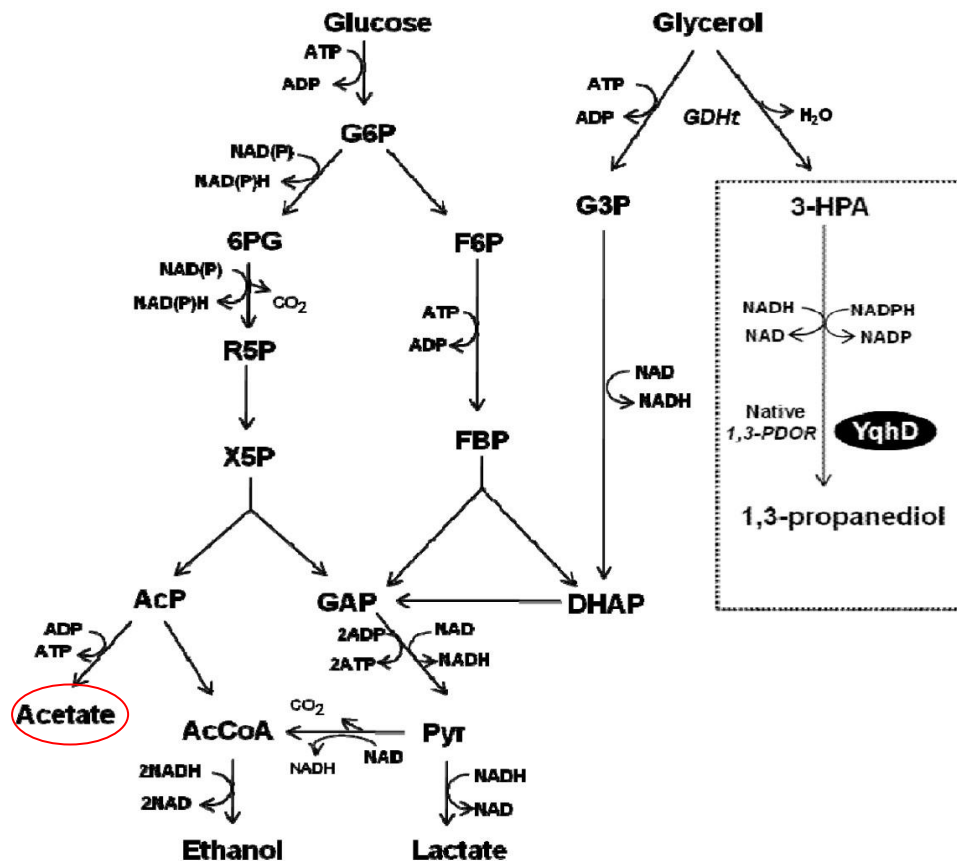 Glucose
Glycerol
ATP
ADP
ATP
ADP
GDHt
H₂O
G6P
NAD(P)
NAD(P)H
G3P
3-HPA
6PG
F6P
NAD(P)
NAD(P)H
CO₂
ATP
ADP
NADH
NAD
NADPH
NADP
R5P
NAD
NADH
Native
1,3-PDOR
YqhD
X5P
FBP
1,3-propanediol
AcP
GAP
DHAP
ADP
ATP
2ADP
2ATP
NAD
NADH
Acetate
AcCoA
CO₂
NADH
NAD
Pyr
2NADH
2NAD
NADH
NAD
Ethanol
Lactate